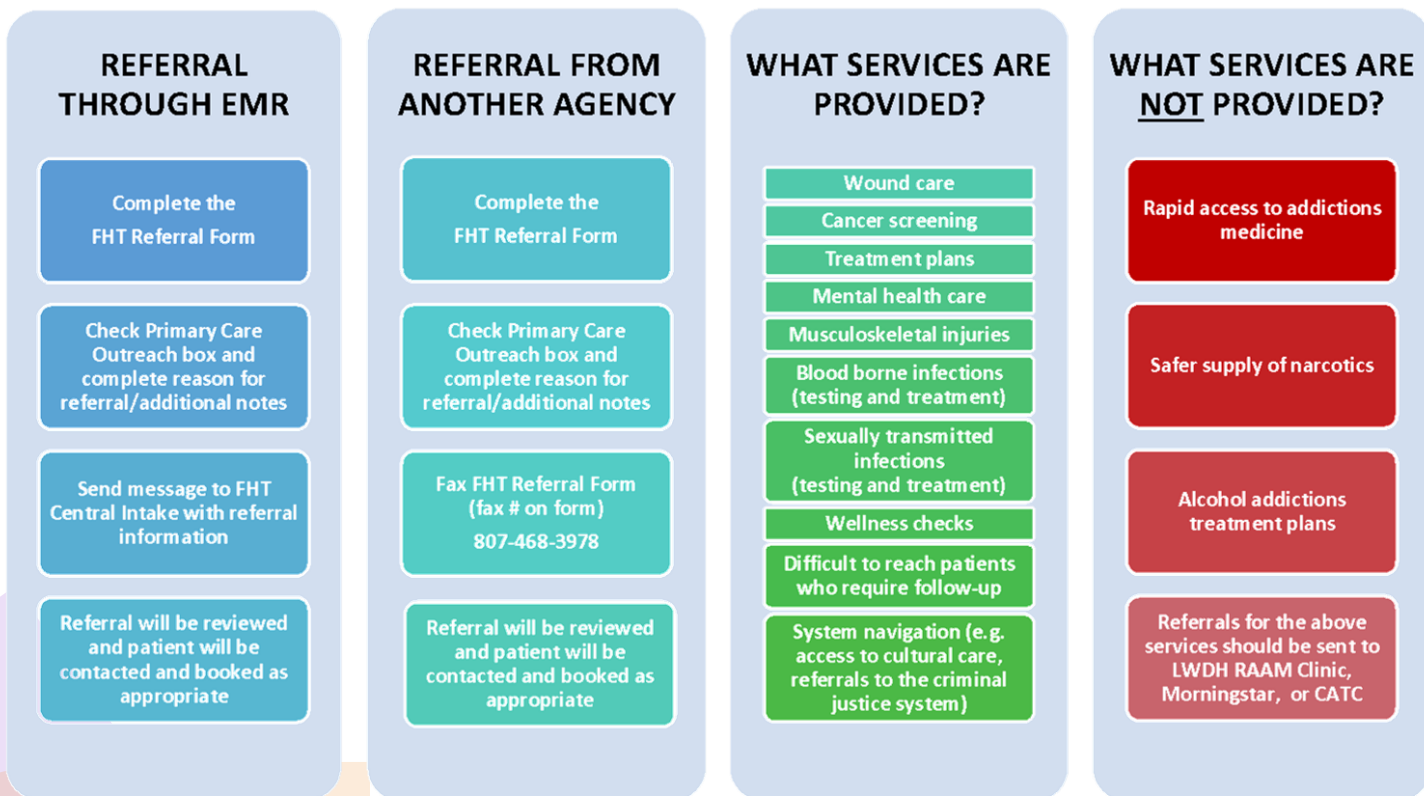 REFERRAL
THROUGH EMR
Complete the
FHT Referral Form
Check Primary Care
Outreach box and
complete reason for
referral/additional notes
Send message to FHT
Central Intake with referral
information
Referral will be reviewed
and patient will be
contacted and booked as
appropriate
REFERRAL FROM
ANOTHER AGENCY
Complete the
FHT Referral Form
Check Primary Care
Outreach box and
complete reason for
referral/additional notes
Fax FHT Referral Form
(fax # on form)
807-468-3978
Referral will be reviewed
and patient will be
contacted and booked as
appropriate
WHAT SERVICES ARE
PROVIDED?
Wound care
Cancer screening
Treatment plans
Mental health care
Musculoskeletal injuries
Blood borne infections
(testing and treatment)
Sexually transmitted
infections
(testing and treatment)
Wellness checks
Difficult to reach patients
who require follow-up
System navigation (e.g.
access to cultural care,
referrals to the criminal
justice system)
WHAT SERVICES ARE
NOT PROVIDED?
Rapid access to addictions
medicine
Safer supply of narcotics
Alcohol addictions
treatment plans
Referrals for the above
services should be sent to
LWDH RAAM Clinic,
Morningstar, or CATC